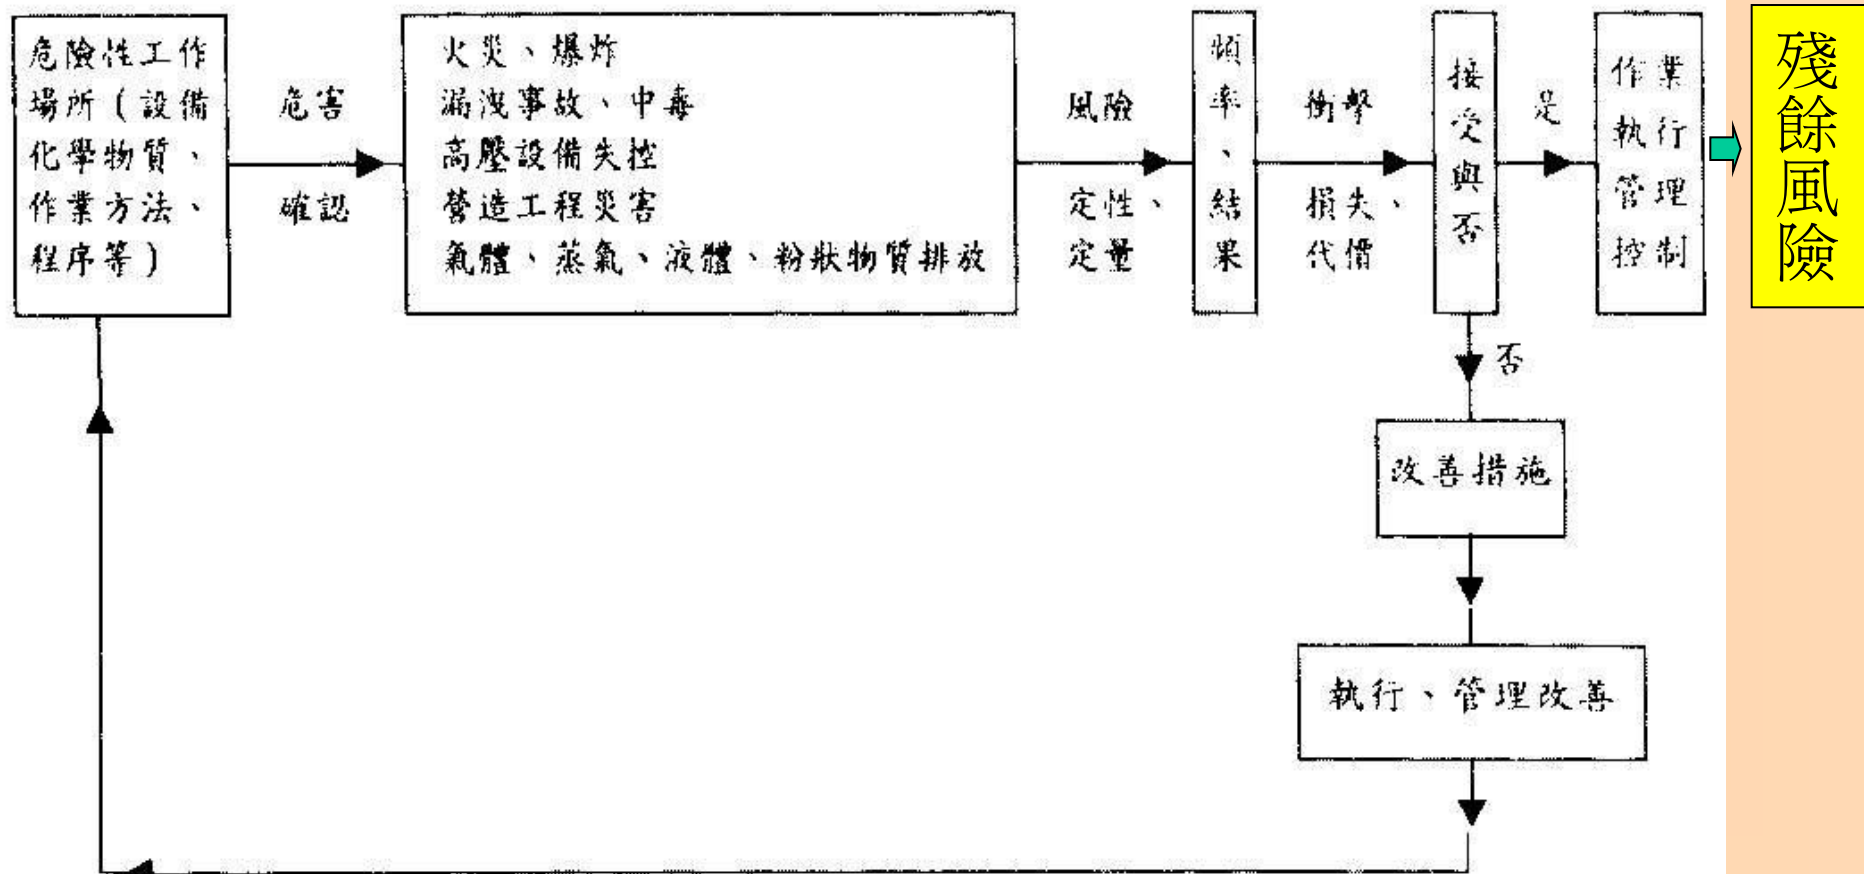 危險性工作
場所(設備
化學物質、
作業方法、
程序等)
危害
確認
火災、爆炸
漏洩事故、中毒
高壓設備失控
營造工程災害
氣體、蒸氣、液體、粉狀物質排放
風險
定性、
定量
頻率、結果
衝擊
損失、
代價
接受與否
是
作業
執行
管理
控制
殘餘風險
否
改善措施
執行、管理改善